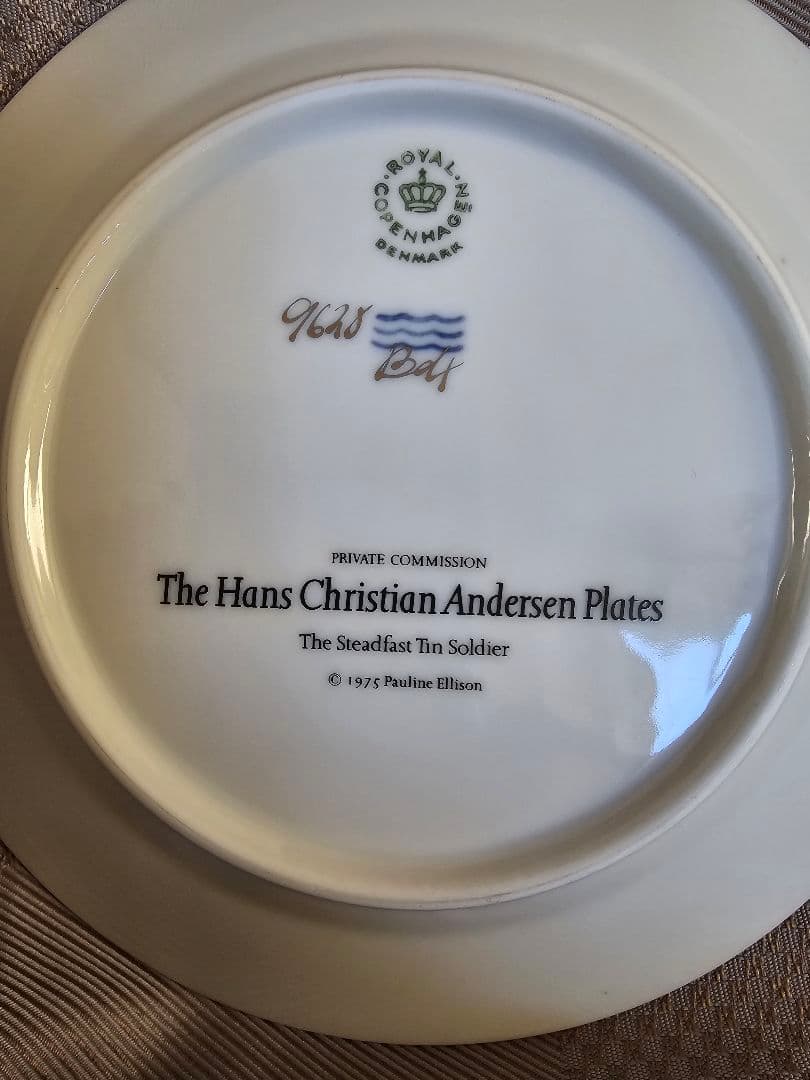 ROYAL
COPENHAGEN
DENMARK
9628
PRIVATE COMMISSION
The Hans Christian Andersen Plates
The Steadfast Tin Soldier
© 1975 Pauline Ellison